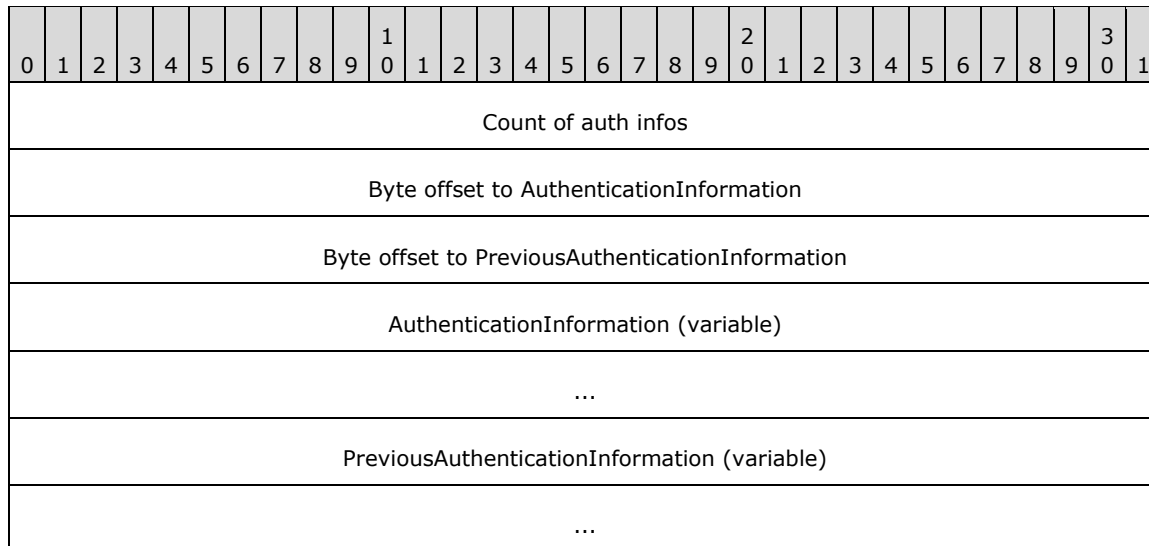 1 2 3
0 1 2 3 4 5 6 7 8 9 0 1 2 3 4 5 6 7 8 9 0 1 2 3 4 5 6 7 8 9 0 1
Count of auth infos
Byte offset to AuthenticationInformation
Byte offset to PreviousAuthenticationInformation
AuthenticationInformation (variable)
...
PreviousAuthenticationInformation (variable)
...